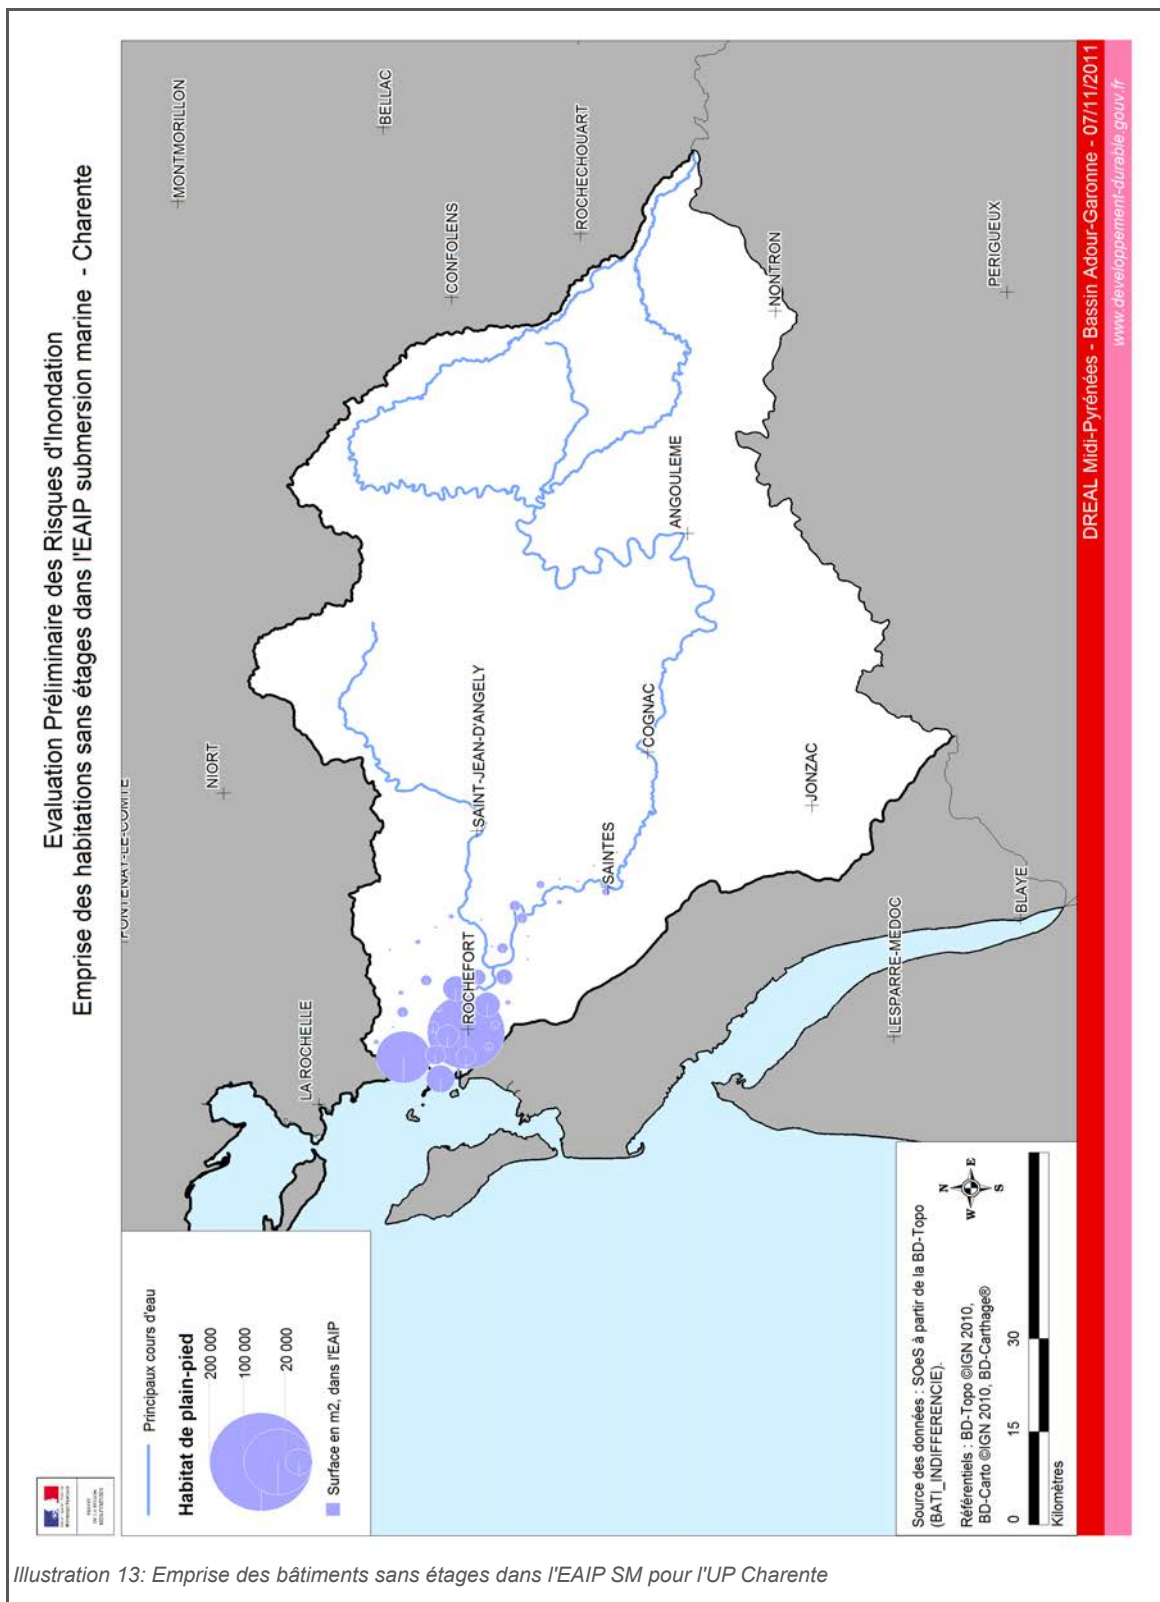 Evaluation Préliminaire des Risques d'Inondation
Emprise des habitations sans étages dans l'EAIP submersion marine - Charente
Principaux cours d'eau
Habitat de plain-pied
200 000
100 000
20 000
Surface en m2, dans l'EAIP
MONTMORILLON
BELLAC
CONFOLENS
ROCHECHOUART
NONTRON
PERIGUEUX
ANGOULEME
NIORT
SAINT-JEAN-D'ANGELY
COGNAC
JONZAC
SAINTES
ROCHEFORT
LA ROCHELLE
LESPARRE-MEDOC
BLAYE
Source des données : SOeS à partir de la BD-Topo
(BATI_INDIFFERENCIE).
Référentiels : BD-Topo ©IGN 2010,
BD-Carto ©IGN 2010, BD-Carthage®
N
W E
S
0 15 30
Kilomètres
DREAL Midi-Pyrénées - Bassin Adour-Garonne - 07/11/2011
www.developpement-durable.gouv.fr
Illustration 13: Emprise des bâtiments sans étages dans l'EAIP SM pour l'UP Charente